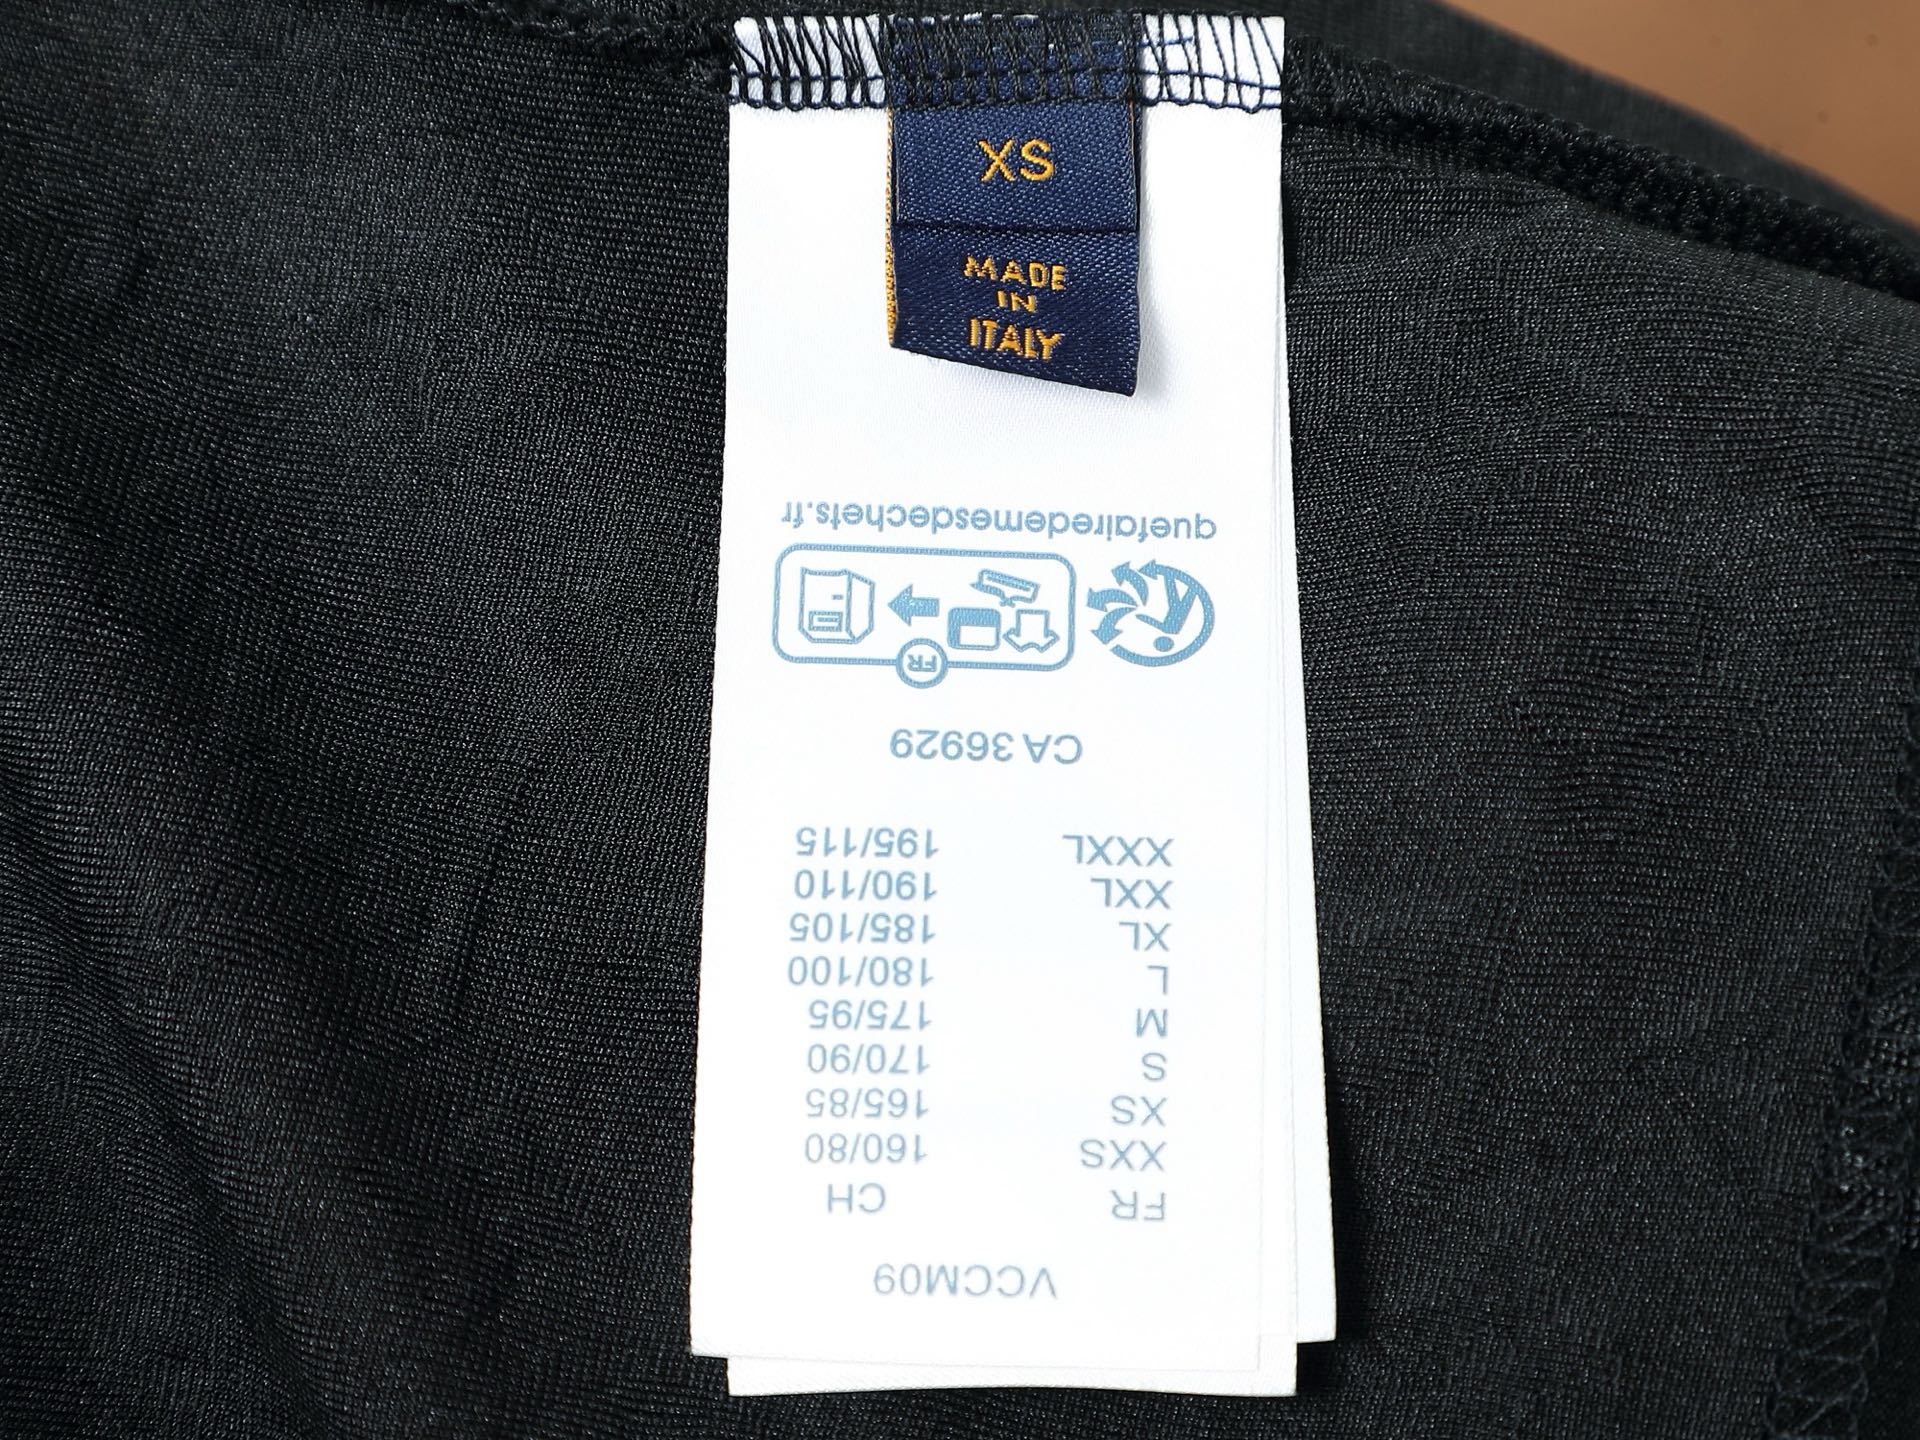 XS
MADE
IN
ITALY
VCCM09
FR CH
XXS 160/80
XS 165/85
S 170/90
M 175/95
L 180/100
XL 185/105
XXL 190/110
XXXL 195/115
CA 36929
FR
quefairedemesdechets.fr